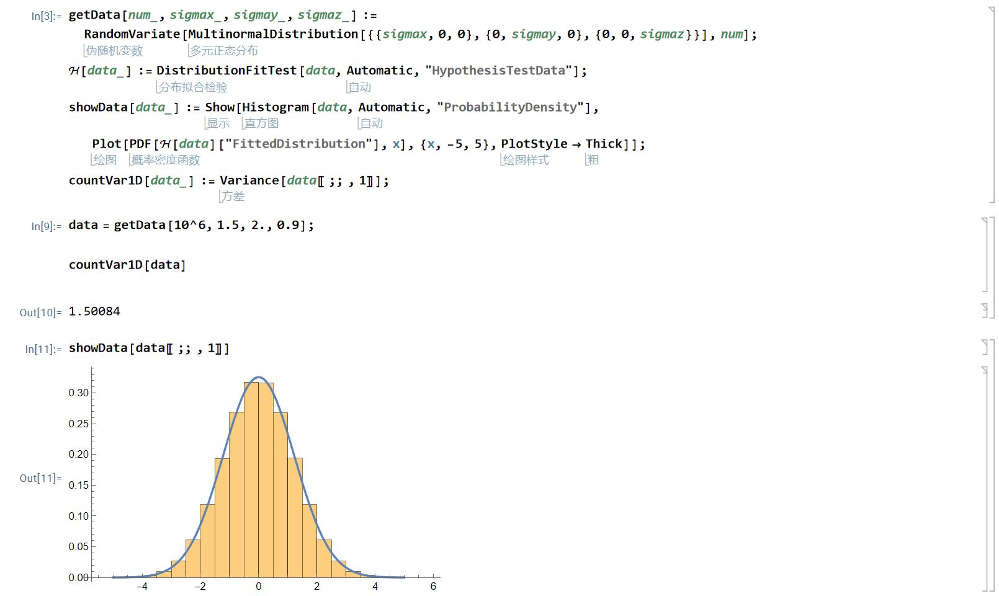 In[3]:= getData[num_, sigmax_, sigmay_, sigmaz_] :=
RandomVariate[MultinormalDistribution[{{sigmax, 0, 0}, {0, sigmay, 0}, {0, 0, sigmaz}}], num];
伪随机变数 多元正态分布
ℋ[data_] := DistributionFitTest[data, Automatic, "HypothesisTestData"];
分布拟合检验 自动
showData[data_] := Show[Histogram[data, Automatic, "ProbabilityDensity"],
显示 直方图 自动
Plot[PDF[ℋ[data]["FittedDistribution"], x], {x, -5, 5}, PlotStyle → Thick]];
绘图 概率密度函数 绘图样式 粗
countVar1D[data_] := Variance[data〚 ;; , 1〛];
方差
In[9]:= data = getData[10^6, 1.5, 2., 0.9];
countVar1D[data]
Out[10]= 1.50084
In[11]:= showData[data〚 ;; , 1〛]
0.30
0.25
0.20
Out[11]=
0.15
0.10
0.05
0.00
-4 -2 0 2 4 6